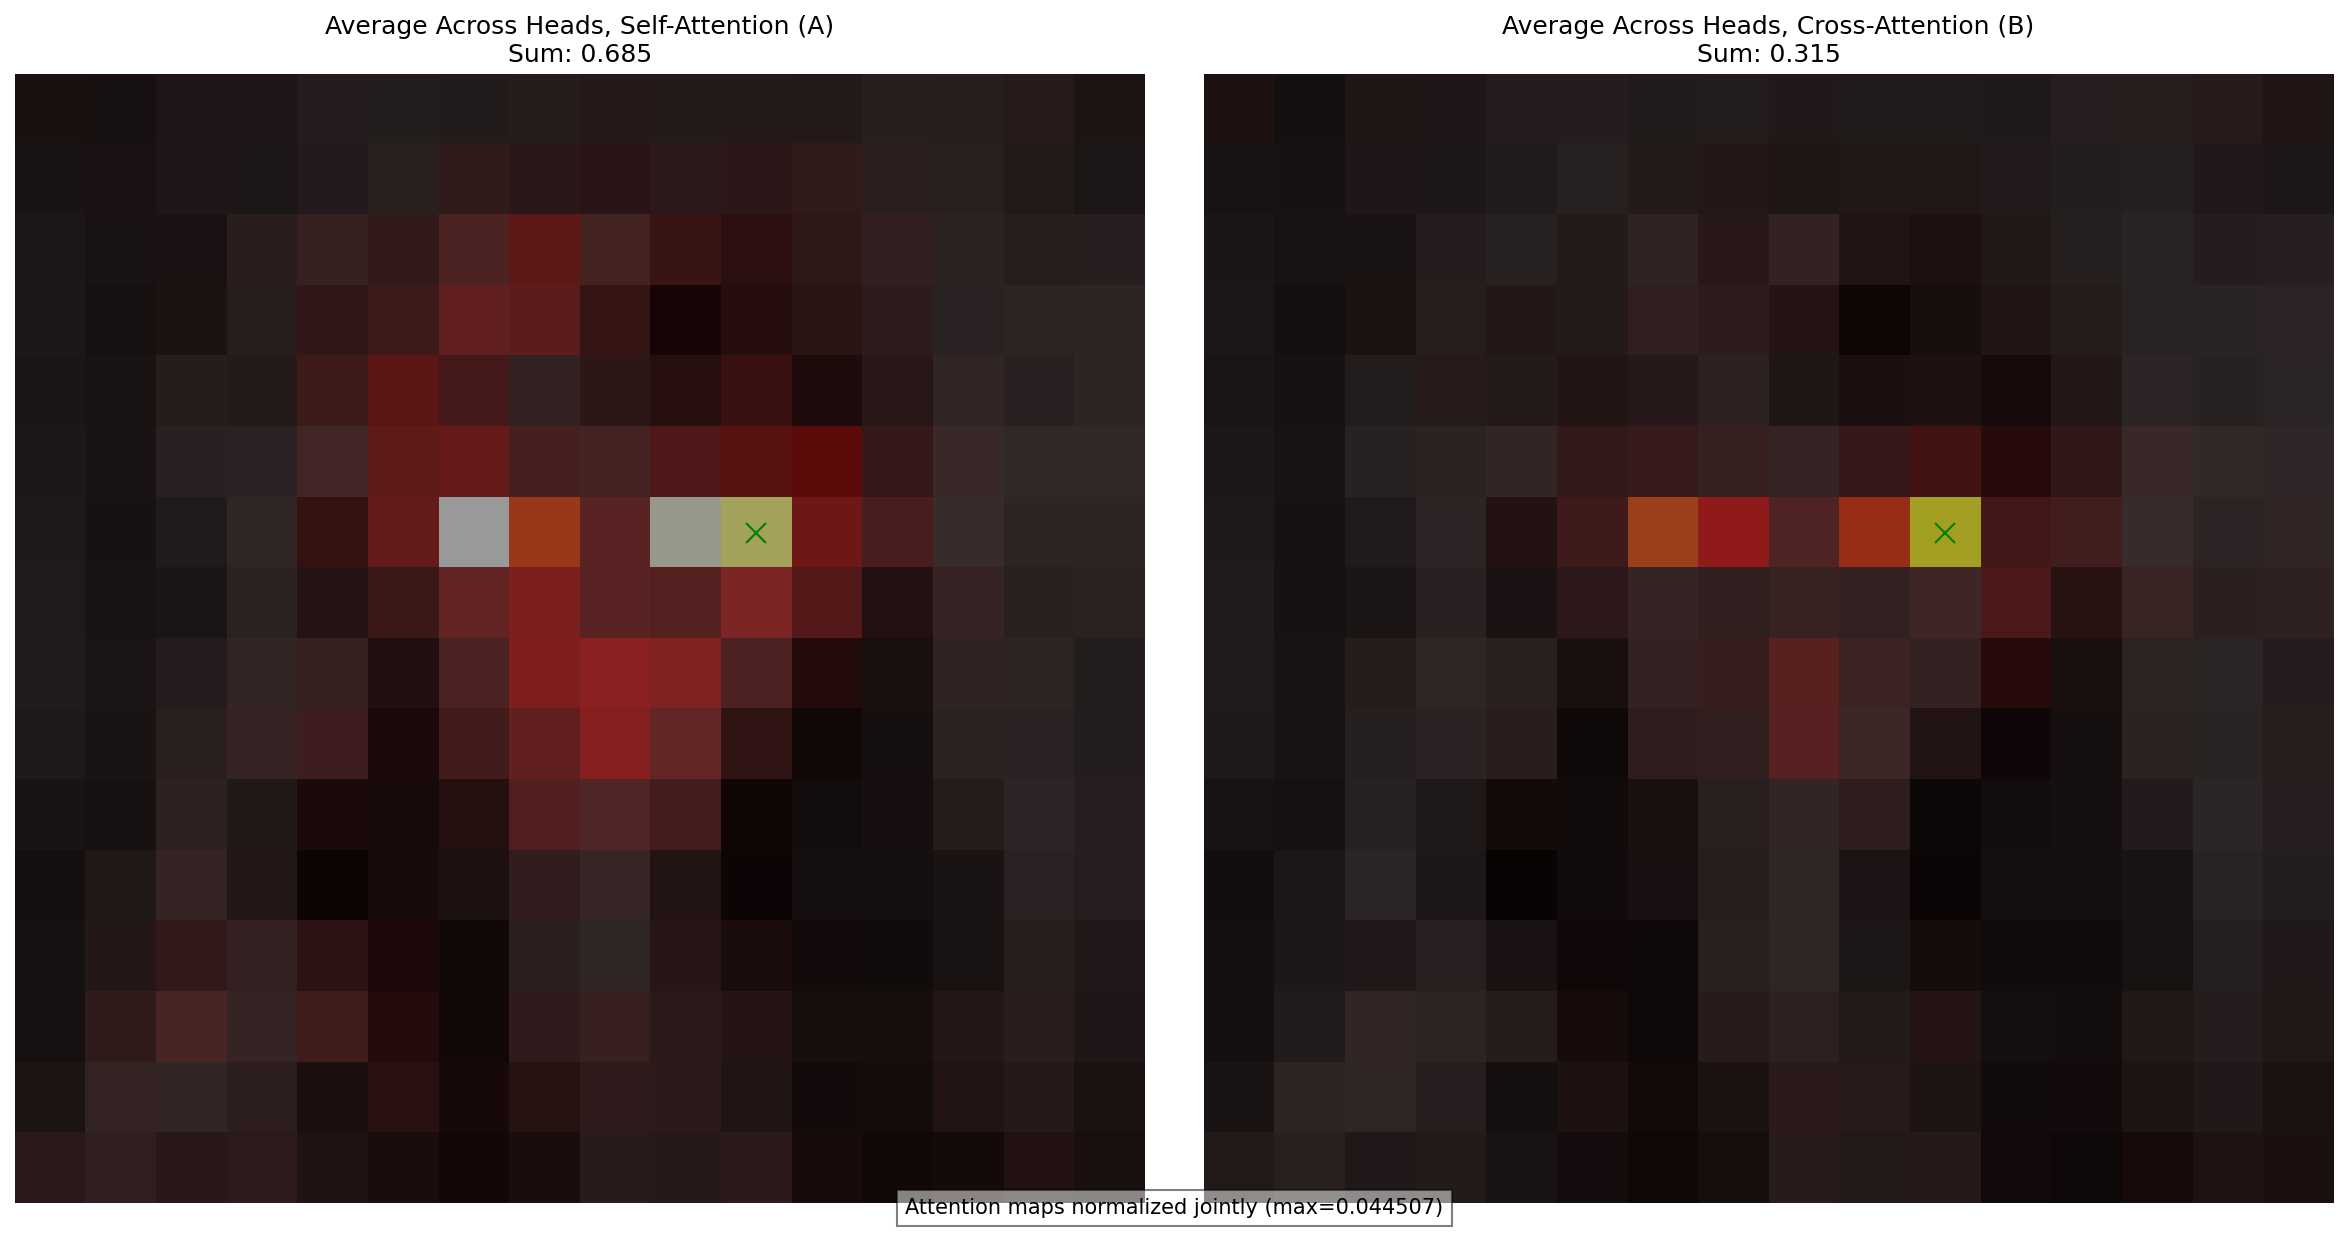 Average Across Heads, Self-Attention (A)
Sum: 0.685
Average Across Heads, Cross-Attention (B)
Sum: 0.315
Attention maps normalized jointly (max=0.044507)